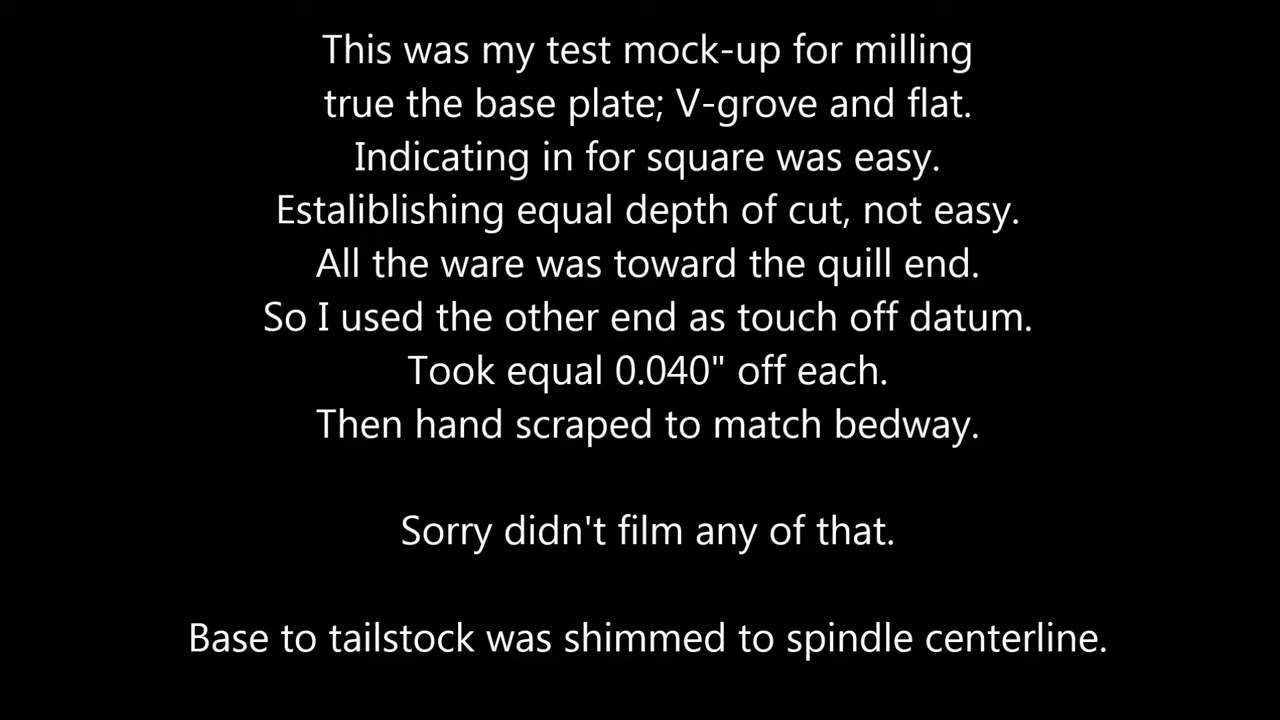 This was my test mock-up for milling
true the base plate; V-grove and flat.
Indicating in for square was easy.
Estaliblishing equal depth of cut, not easy.
All the ware was toward the quill end.
So I used the other end as touch off datum.
Took equal 0.040" off each.
Then hand scraped to match bedway.
Sorry didn't film any of that.
Base to tailstock was shimmed to spindle centerline.